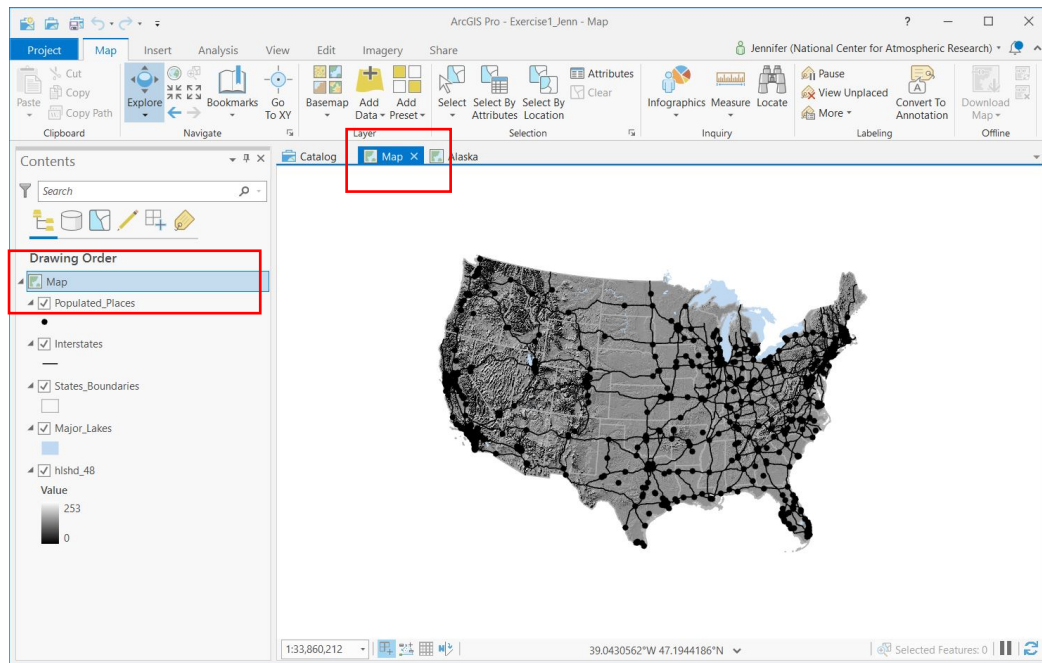 ArcGIS Pro - Exercise1_Jenn - Map
?
Project Map Insert Analysis View Edit Imagery Share
Jennifer (National Center for Atmospheric Research)
Paste
Cut
Copy
Copy Path
Clipboard
Explore
Bookmarks
Go To XY
Navigate
Basemap
Add Data
Add Preset
Layer
Select
Select By Attributes
Select By Location
Attributes
Clear
Selection
Infographics
Measure
Locate
Inquiry
Pause
View Unplaced
More
Convert To Annotation
Labeling
Download Map
Offline
Contents
Search
Drawing Order
Map
Populated_Places
Interstates
States_Boundaries
Major_Lakes
hlshd_48
Value
253
0
Catalog
Map
Alaska
1:33,860,212
39.0430562°W 47.1944186°N
Selected Features: 0